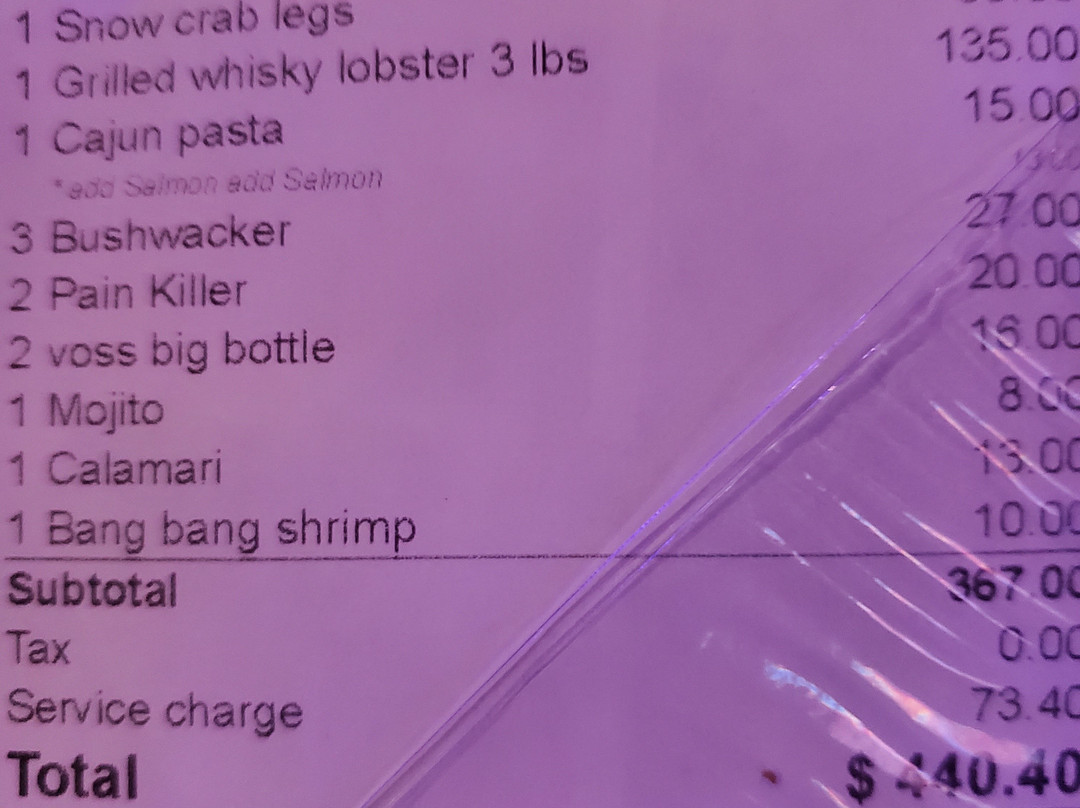 1 Snow crab legs
1 Grilled whisky lobster 3 lbs 135.00
1 Cajun pasta 15.00
*add Salmon add Salmon
3 Bushwacker 27.00
2 Pain Killer 20.00
2 voss big bottle 16.00
1 Mojito 8.00
1 Calamari 13.00
1 Bang bang shrimp 10.00
Subtotal 367.00
Tax 0.00
Service charge 73.40
Total $ 440.40